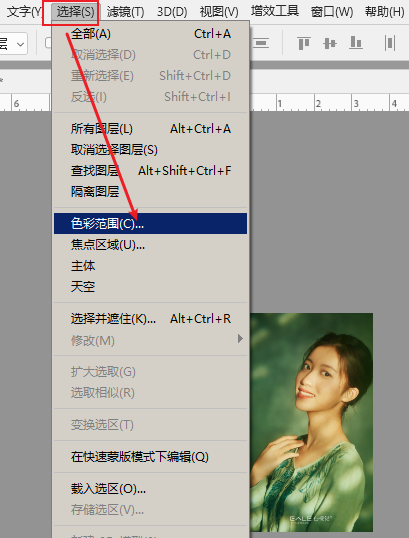 文字(Y) 选择(S) 滤镜(T) 3D(D) 视图(V) 增效工具 窗口(W) 帮助(H)
层
6 1 2 3 4
全部(A) Ctrl+A
取消选择(D) Ctrl+D
重新选择(E) Shift+Ctrl+D
反选(I) Shift+Ctrl+I
所有图层(L) Alt+Ctrl+A
取消选择图层(S)
查找图层 Alt+Shift+Ctrl+F
隔离图层
色彩范围(C)...
焦点区域(U)...
主体
天空
选择并遮住(K)... Alt+Ctrl+R
修改(M)
扩大选取(G)
选取相似(R)
变换选区(T)
在快速蒙版模式下编辑(Q)
载入选区(O)...
存储选区(V)...